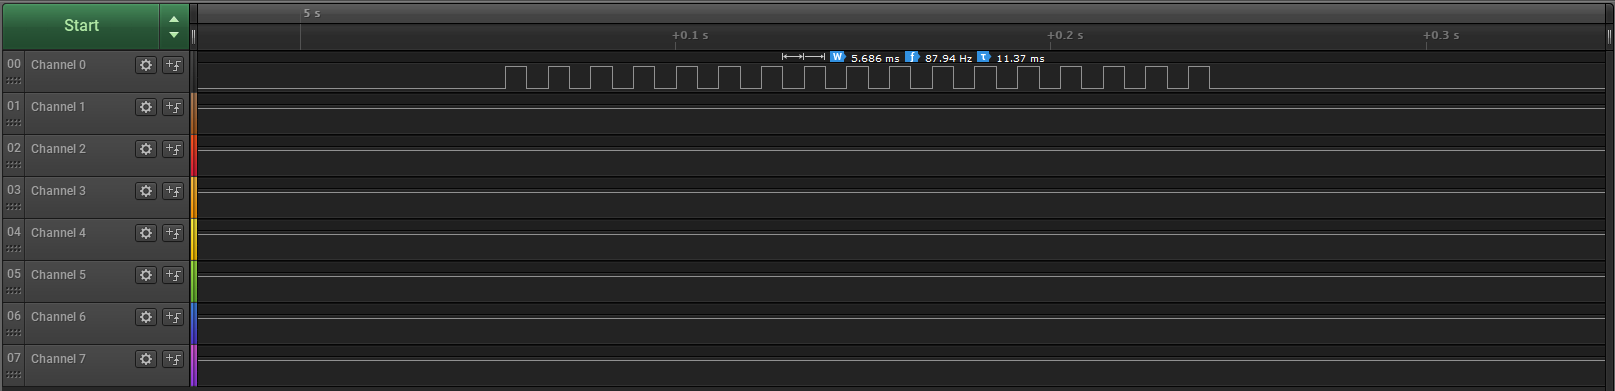 Start
5 s
+0.1 s
+0.2 s
+0.3 s
00 Channel 0
W 5.686 ms f 87.94 Hz T 11.37 ms
01 Channel 1
02 Channel 2
03 Channel 3
04 Channel 4
05 Channel 5
06 Channel 6
07 Channel 7